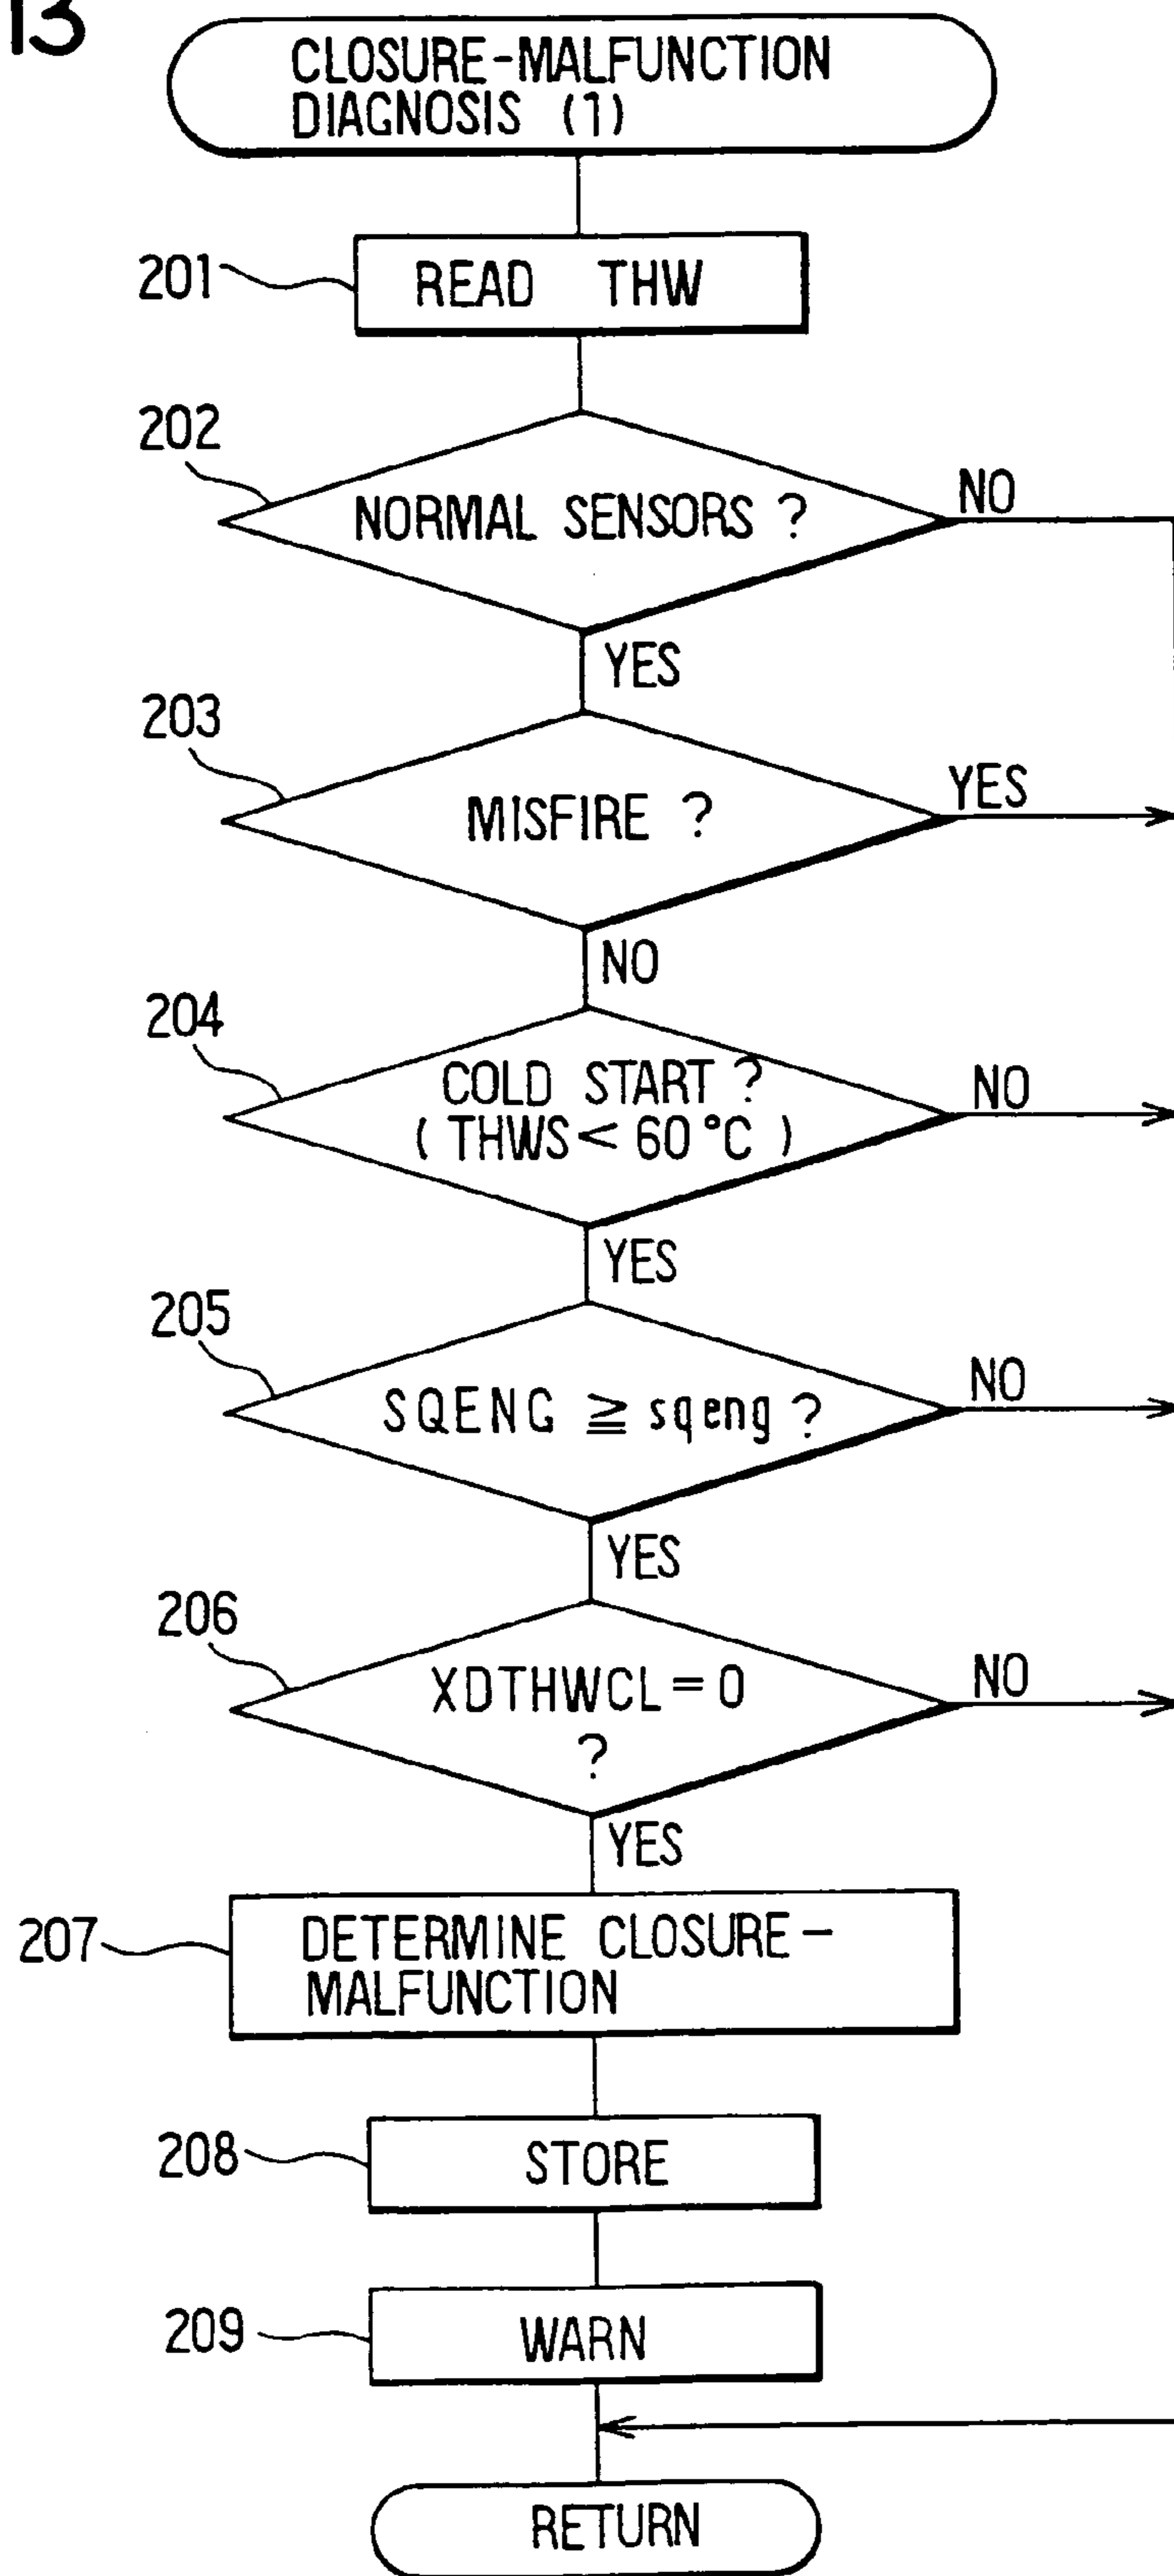 13
CLOSURE-MALFUNCTION
DIAGNOSIS (1)
201
READ THW
202
NORMAL SENSORS ?
NO
YES
203
MISFIRE ?
YES
NO
204
COLD START ?
( THWS < 60 °C )
NO
YES
205
SQENG ≧ sqeng ?
NO
YES
206
XDTHWCL = 0
?
NO
YES
207
DETERMINE CLOSURE-
MALFUNCTION
208
STORE
209
WARN
RETURN